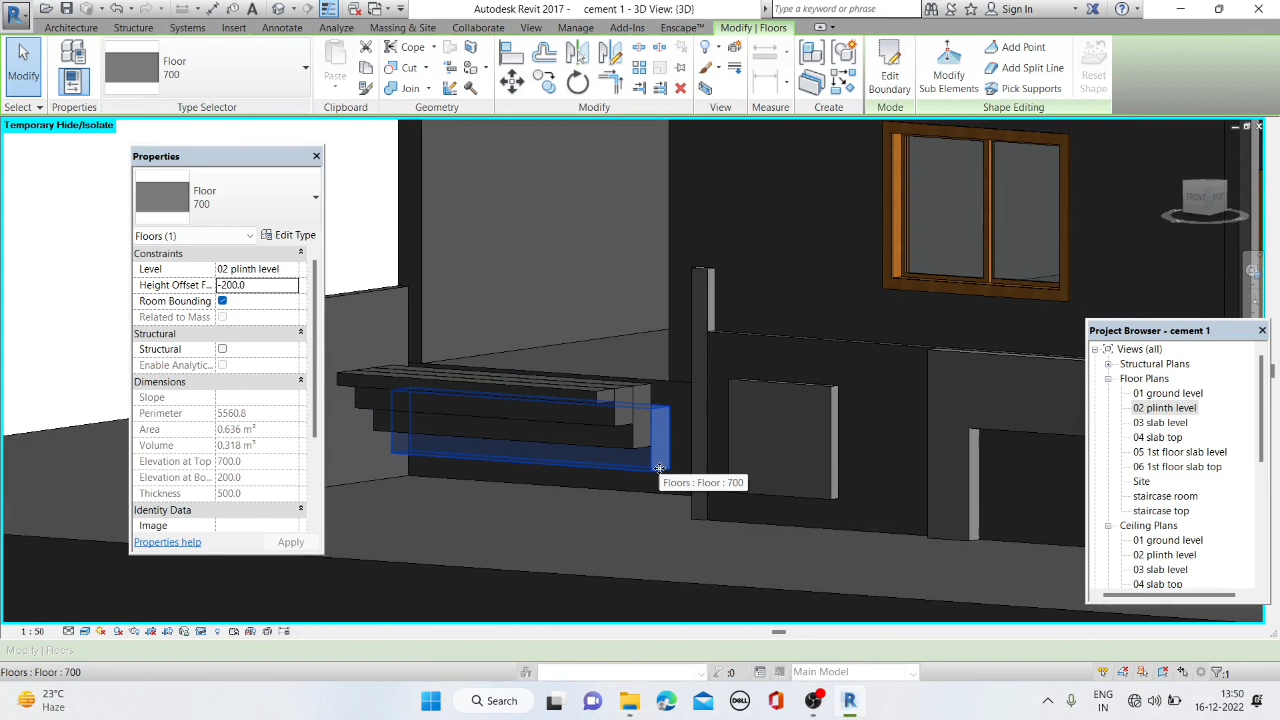 Autodesk Revit 2017 -    cement 1 - 3D View: {3D}
Type a keyword or phrase
Sign In
Architecture Structure Systems Insert Annotate Analyze Massing & Site Collaborate View Manage Add-Ins Enscape™ Modify | Floors
Modify
Floor
700
Paste
Cope
Cut
Join
Edit
Boundary
Modify
Sub Elements
Add Point
Add Split Line
Pick Supports
Reset
Shape
Select Properties Type Selector Clipboard Geometry Modify View Measure Create Mode Shape Editing
Temporary Hide/Isolate
Properties
Floor
700
Floors (1)
Edit Type
Constraints
Level 02 plinth level
Height Offset F... -200.0
Room Bounding
Related to Mass
Structural
Structural
Enable Analytic...
Dimensions
Slope
Perimeter 5560.8
Area 0.636 m²
Volume 0.318 m³
Elevation at Top 700.0
Elevation at Bo... 200.0
Thickness 500.0
Identity Data
Image
Properties help
Apply
FRONT
Floors : Floor : 700
Project Browser - cement 1
Views (all)
Structural Plans
Floor Plans
01 ground level
02 plinth level
03 slab level
04 slab top
05 1st floor slab level
06 1st floor slab top
Site
staircase room
staircase top
Ceiling Plans
01 ground level
02 plinth level
03 slab level
04 slab top
1 : 50
Modify | Floors
Floors : Floor : 700
:0
Main Model
:1
23°C
Haze
Search
DELL
ENG
IN
13:50
16-12-2022